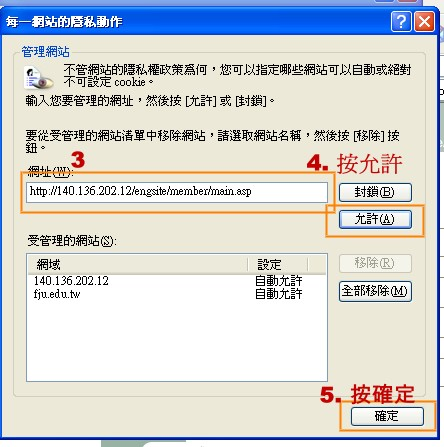 每一網站的隱私動作
管理網站
不管網站的隱私權政策為何，您可以指定哪些網站可以自動或絕對
不可設定 cookie。
輸入您要管理的網址，然後按 [允許] 或 [封鎖]。
要從受管理的網站清單中移除網站，請選取網站名稱，然後按 [移除] 按
鈕。
3
4. 按允許
網址(W):
http://140.136.202.12/engsite/member/main.asp
封鎖(B)
允許(A)
受管理的網站(S):
網域 設定
140.136.202.12 自動允許
fju.edu.tw 自動允許
移除(R)
全部移除(M)
5. 按確定
確定